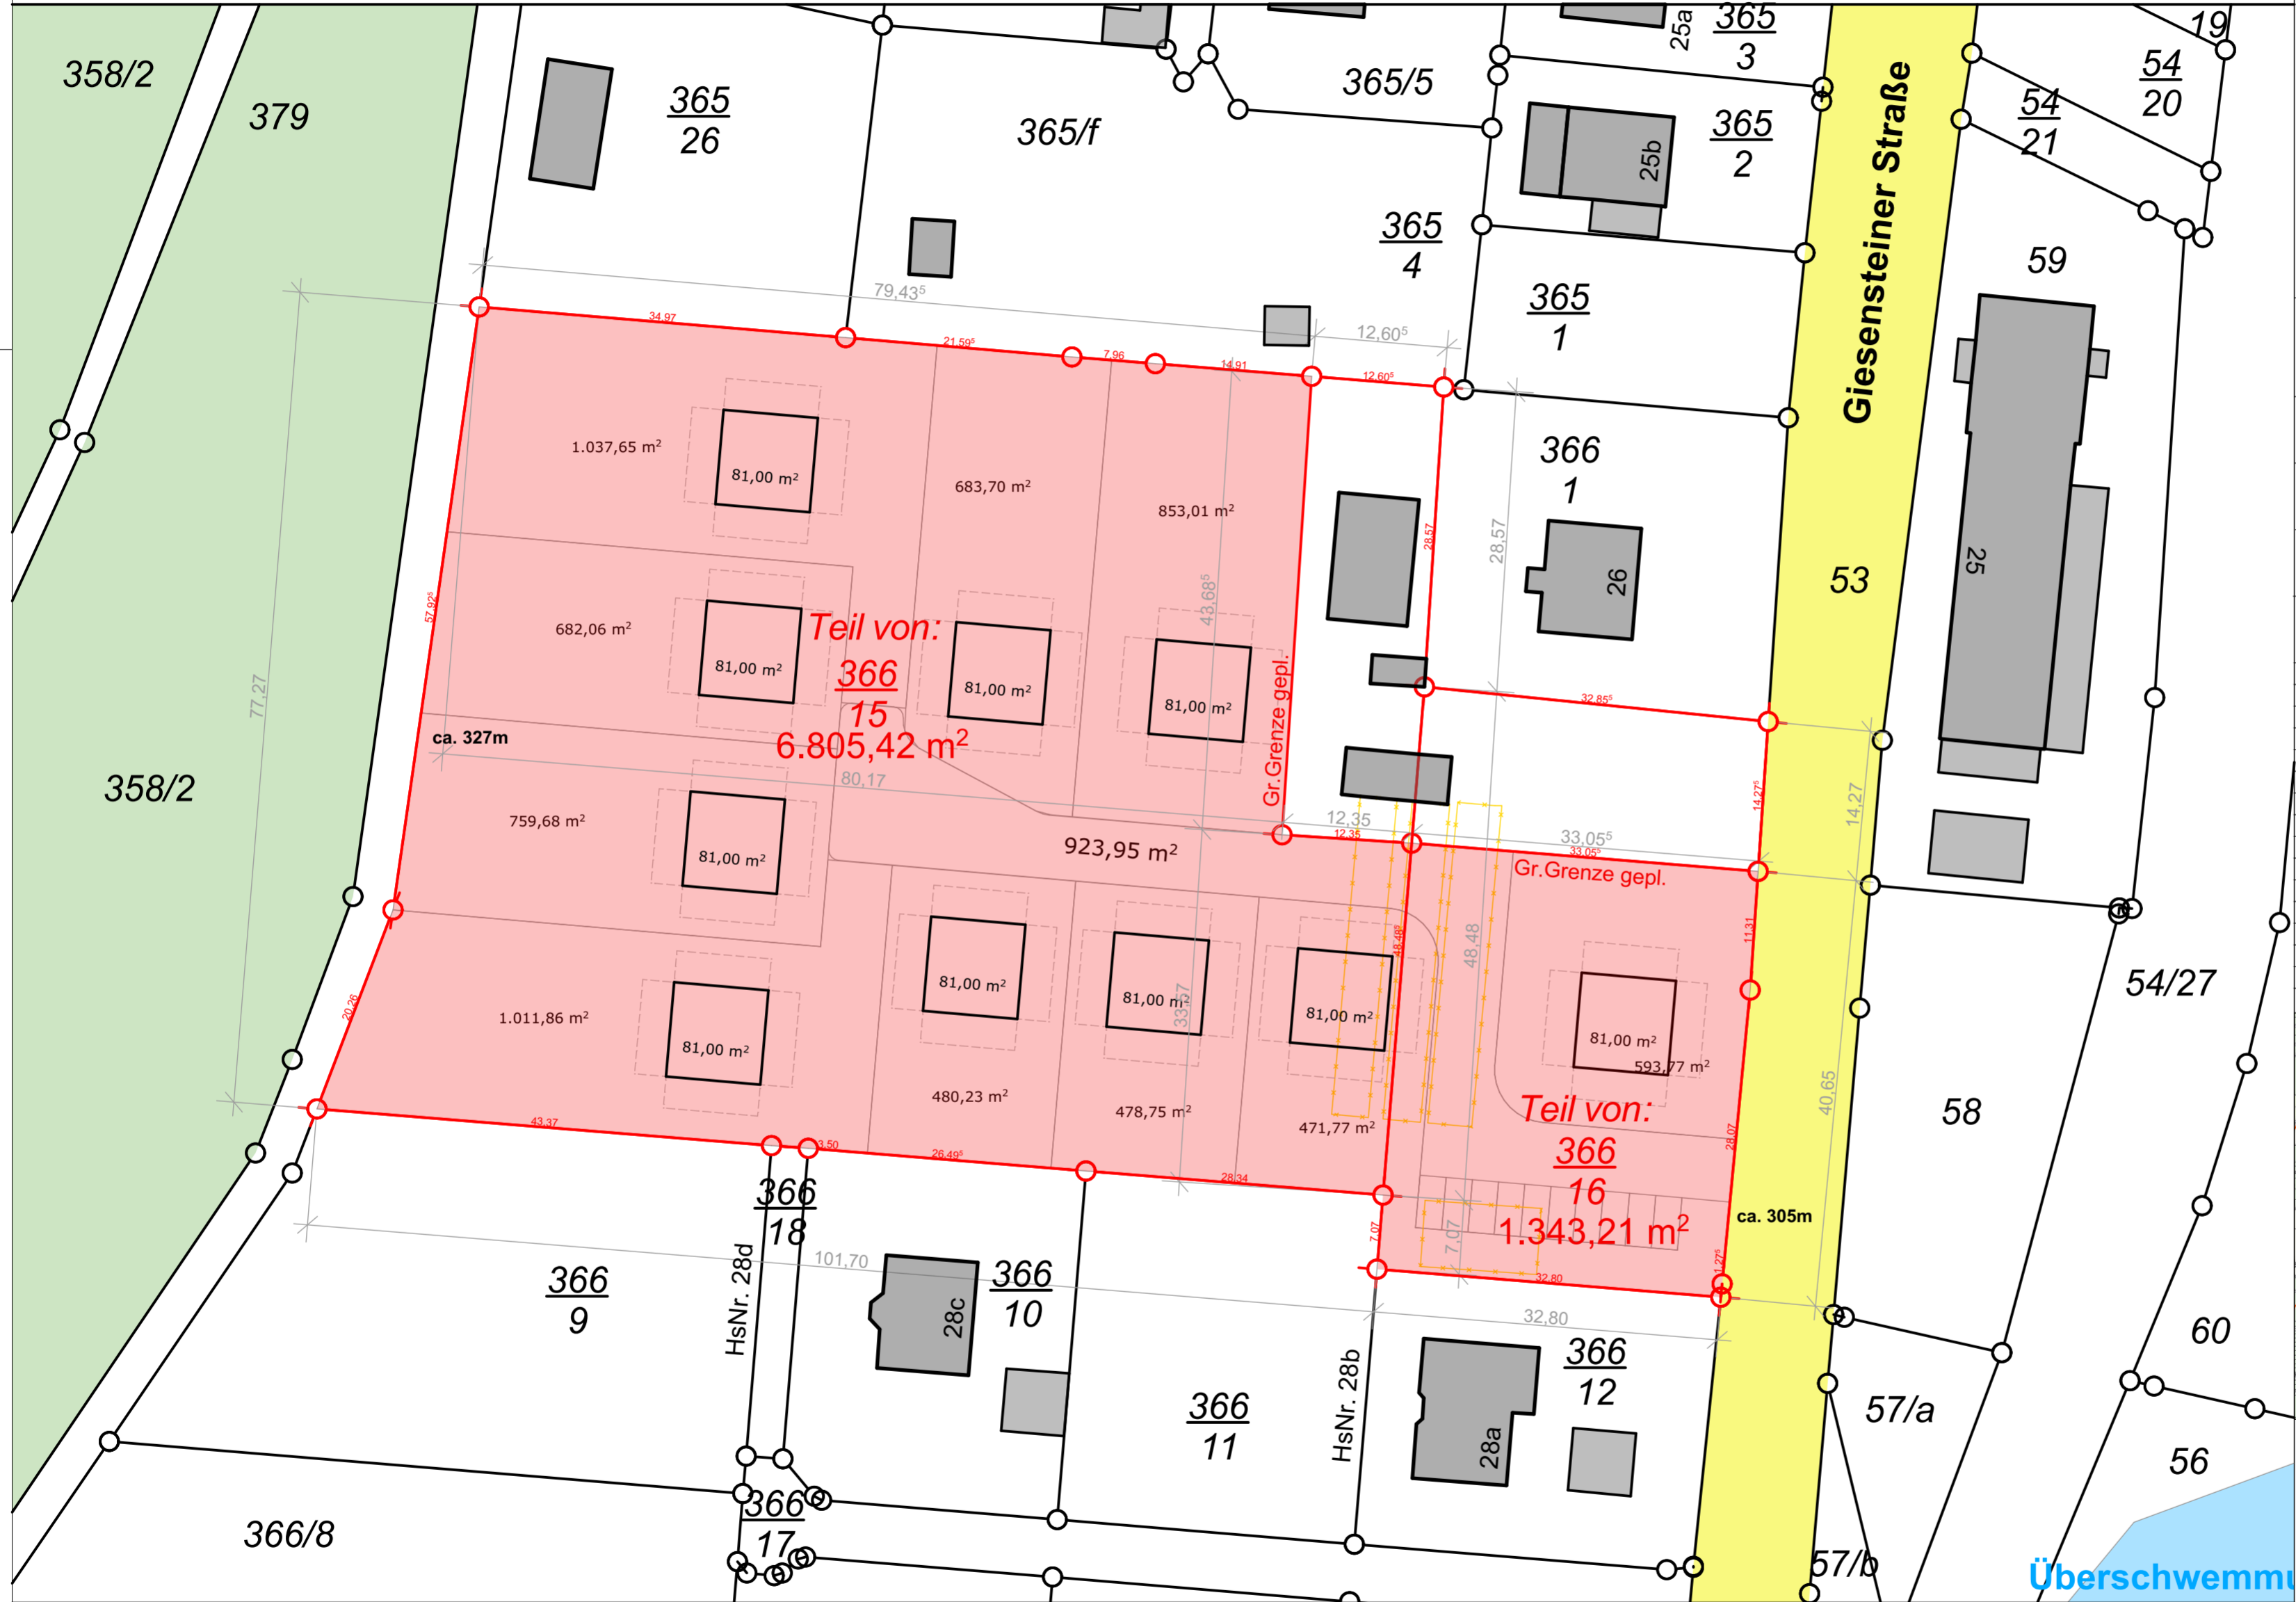 358/2
379
365
26
365/f
365/5
25a
365
3
19
54
20
54
21
365
2
25b
Giesensteiner Straße
365
4
365
1
59
79,43⁵
12,60⁵
34,97
21,59⁵
7,96
14,91
12,60⁵
366
1
1.037,65 m²
81,00 m²
683,70 m²
853,01 m²
28,57
28,57
26
25
53
43,68⁵
57,92⁵
682,06 m²
81,00 m²
81,00 m²
81,00 m²
Teil von:
366
15
6.805,42 m²
77,27
Gr.Grenze gepl.
32,85⁵
ca. 327m
80,17
358/2
759,68 m²
81,00 m²
923,95 m²
12,35
12,35
33,05⁵
33,05⁵
Gr.Grenze gepl.
14,27⁵
14,27
11,31
48,48⁵
48,48
54/27
20,26
1.011,86 m²
81,00 m²
81,00 m²
81,00 m²
81,00 m²
81,00 m²
33,57
593,77 m²
480,23 m²
478,75 m²
471,77 m²
Teil von:
366
16
1.343,21 m²
28,07
40,65
58
43,37
3,50
26,49⁵
28,34
7,07
7,07
ca. 305m
1,27⁵
32,80
366
18
HsNr. 28d
101,70
366
9
28c
366
10
32,80
366
12
60
HsNr. 28b
366
11
28a
57/a
56
366/8
366
17
57/b
Überschwemmu